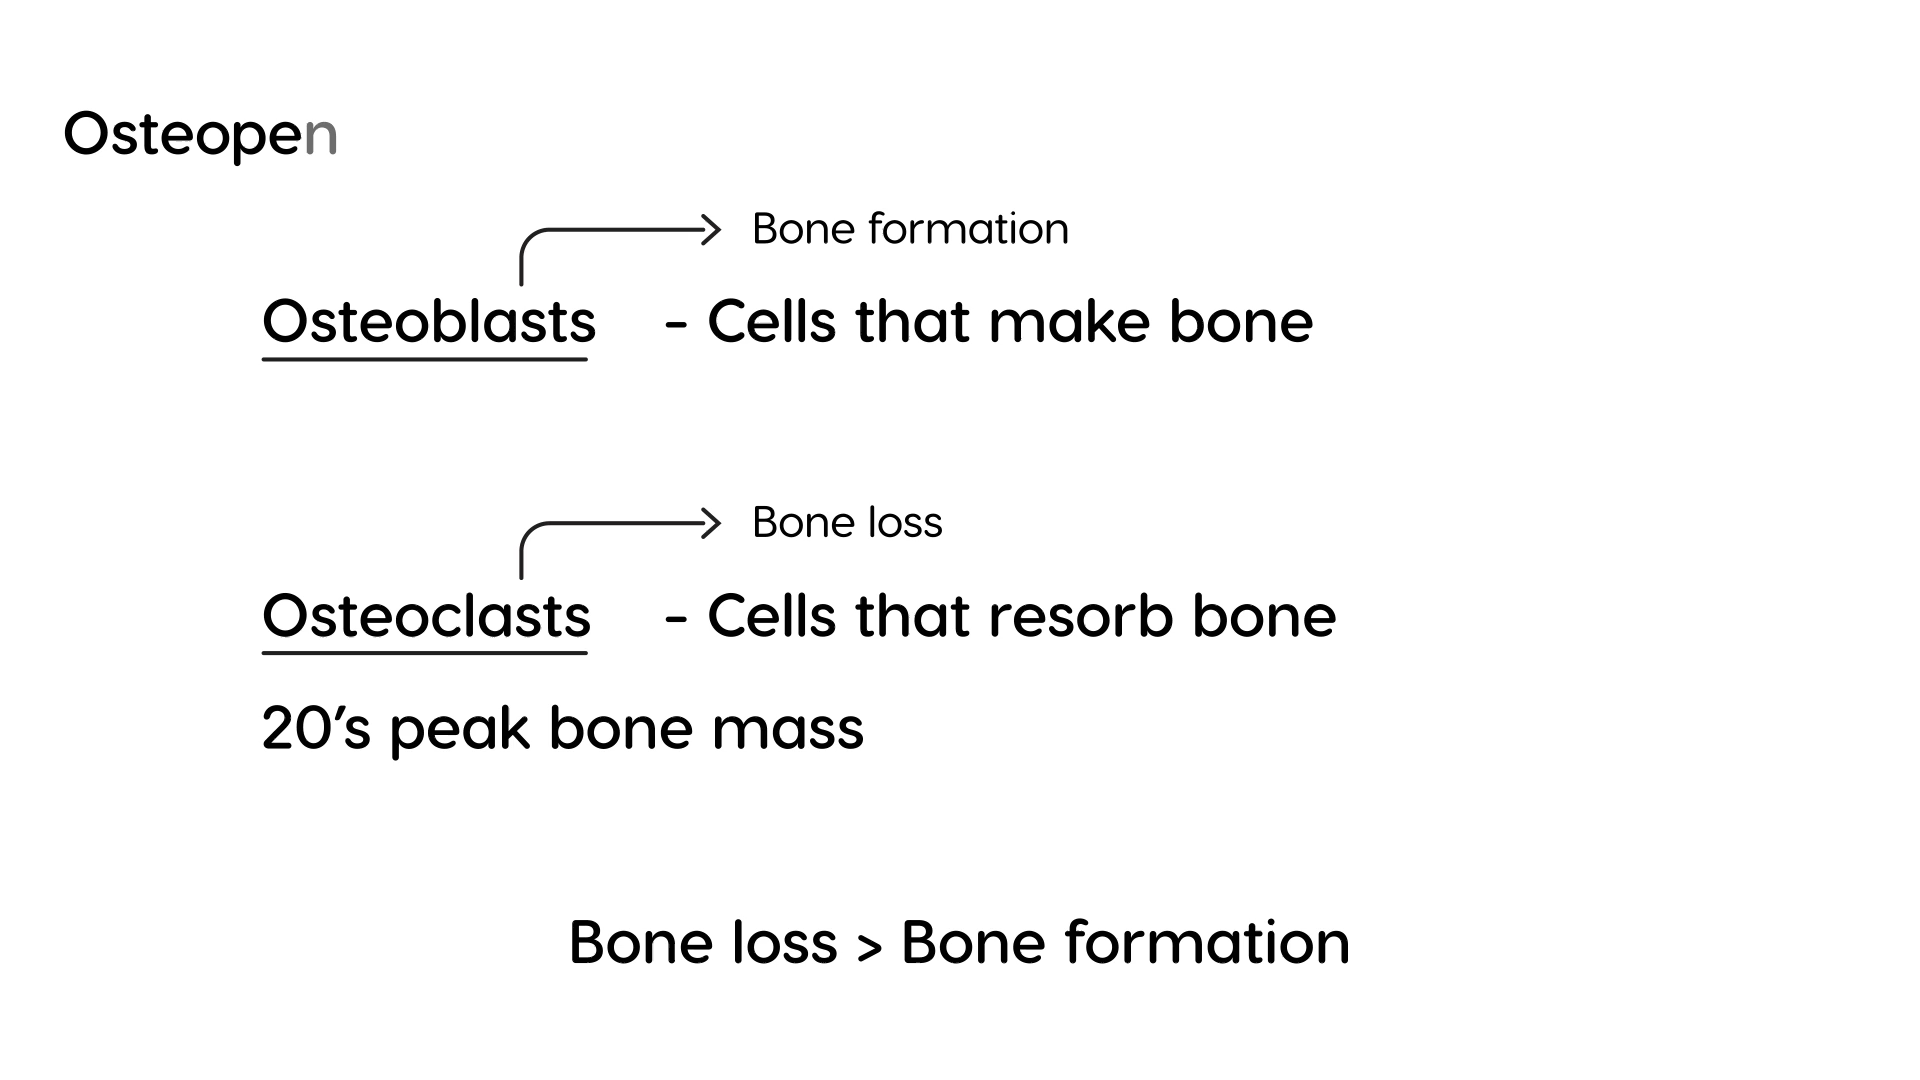 Osteopen
Bone formation
Osteoblasts - Cells that make bone
Bone loss
Osteoclasts - Cells that resorb bone
20's peak bone mass
Bone loss > Bone formation